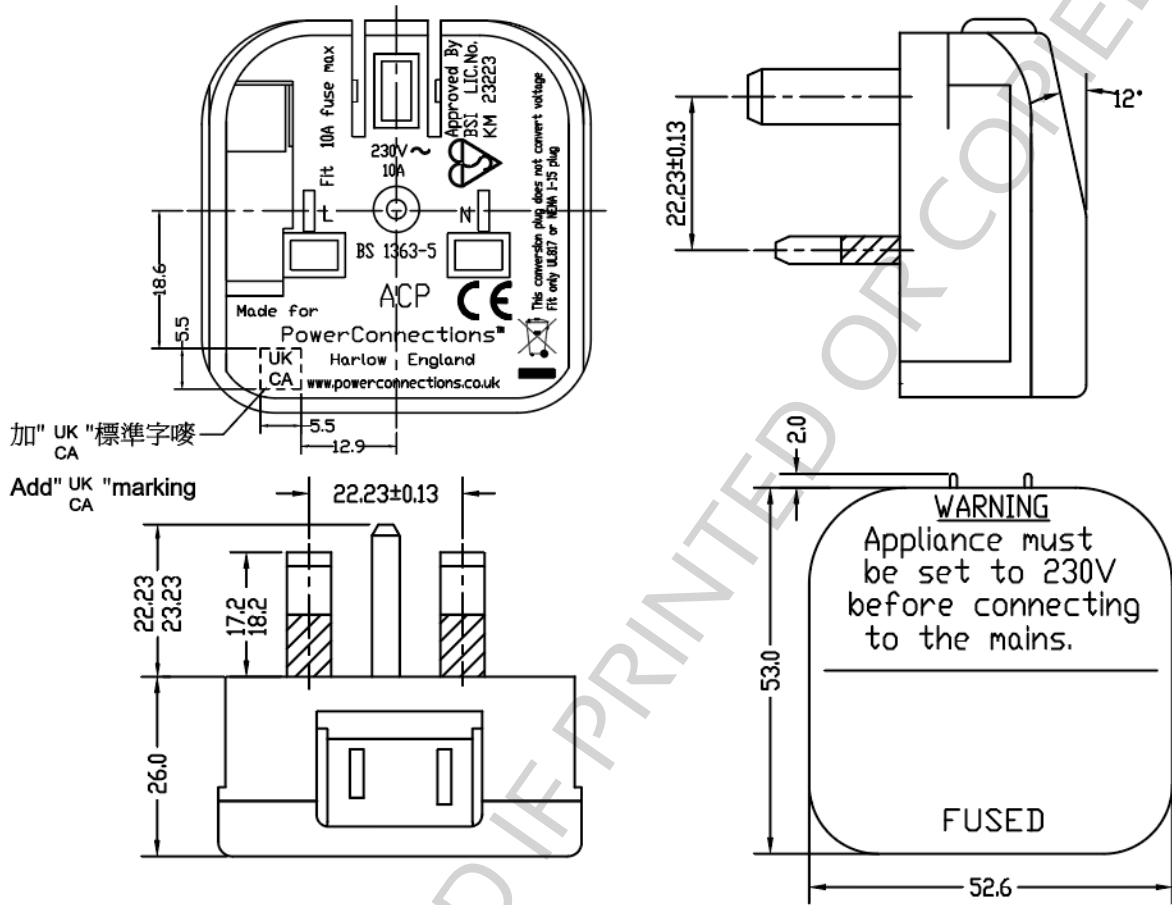 Fit 10A fuse max
Approved By
BSI LIC.No.
KM 23223
This conversion plug does not convert voltage
Fit only UL817 or NEMA 1-15 plug
230V~
10A
L
N
BS 1363-5
ACP
CE
Made for
PowerConnections™
Harlow , England
www.powerconnections.co.uk
UK
CA
18.6
5.5
5.5
12.9
加" UK CA "標準字嘜
Add" UK CA "marking
22.23±0.13
12°
22.23±0.13
22.23
23.23
17.2
18.2
26.0
2.0
53.0
52.6
WARNING
Appliance must
be set to 230V
before connecting
to the mains.
FUSED
D IF PRINTED OR COPIE